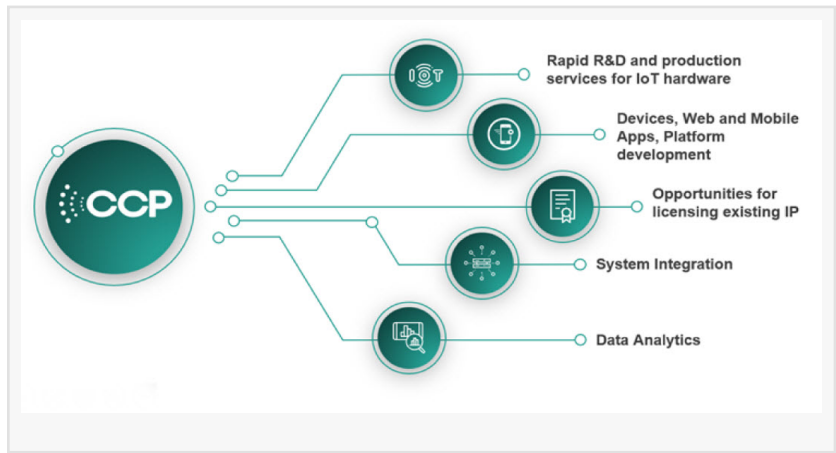 CCP
IOT
Rapid R&D and production
services for IoT hardware
Devices, Web and Mobile
Apps, Platform
development
Opportunities for
licensing existing IP
System Integration
Data Analytics